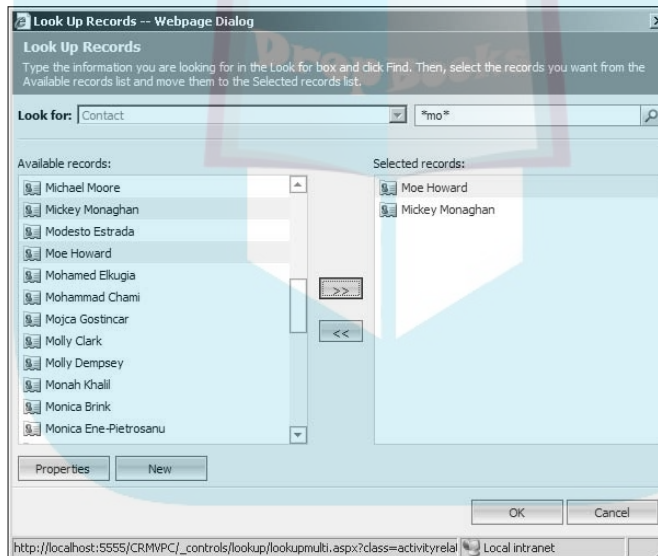 Look Up Records -- Webpage Dialog
Look Up Records
DropBooks
Type the information you are looking for in the Look for box and click Find. Then, select the records you want from the
Available records list and move them to the Selected records list.
Look for: Contact *mo*
Available records:
Michael Moore
Mickey Monaghan
Modesto Estrada
Moe Howard
Mohamed Elkugia
Mohammad Chami
Mojca Gostincar
Molly Clark
Molly Dempsey
Monah Khalil
Monica Brink
Monica Ene-Pietrosanu
>>
<<
Selected records:
Moe Howard
Mickey Monaghan
Properties New
OK Cancel
http://localhost:5555/CRMVPC/_controls/lookup/lookupmulti.aspx?class=activityrelat Local intranet